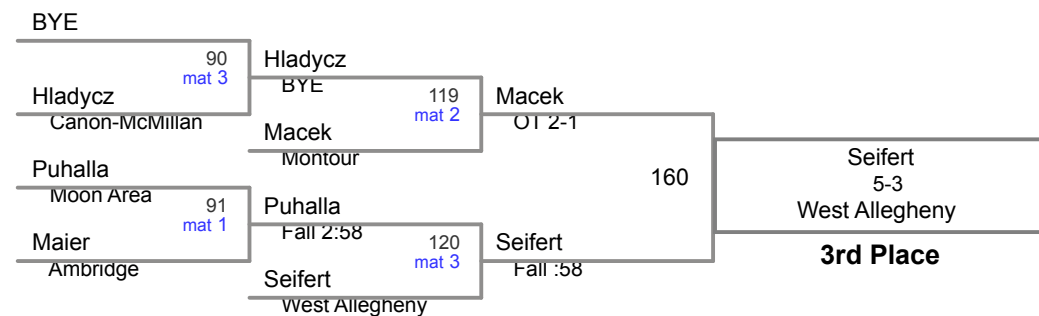 BYE
90
mat 3
Hladycz
Canon-McMillan
Puhalla
Moon Area
91
mat 1
Maier
Ambridge
Hladycz
BYE
119
mat 2
Macek
Montour
Puhalla
Fall 2:58
120
mat 3
Seifert
West Allegheny
Macek
OT 2-1
160
Seifert
Fall :58
Seifert
5-3
West Allegheny
3rd Place